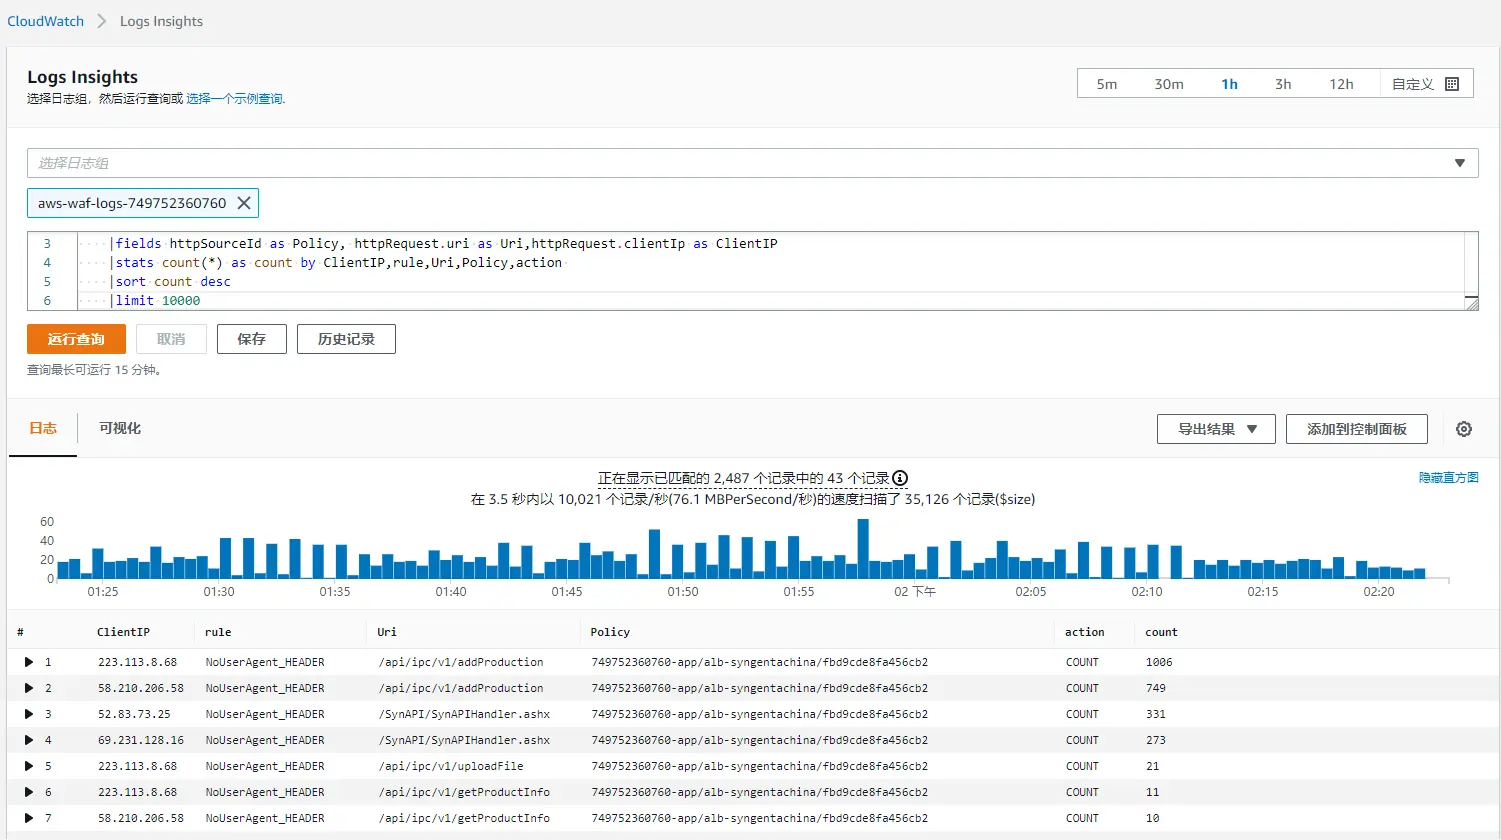 CloudWatch > Logs Insights
Logs Insights
选择日志组，然后运行查询或 选择一个示例查询.
5m 30m 1h 3h 12h 自定义
选择日志组
aws-waf-logs-749752360760
3 |fields httpSourceId as Policy, httpRequest.uri as Uri,httpRequest.clientIp as ClientIP
4 |stats count(*) as count by ClientIP,rule,Uri,Policy,action
5 |sort count desc
6 |limit 10000
运行查询 取消 保存 历史记录
查询最长可运行 15 分钟。
日志 可视化 导出结果 添加到控制面板
正在显示已匹配的 2,487 个记录中的 43 个记录
隐藏直方图
在 3.5 秒内以 10,021 个记录/秒(76.1 MBPerSecond/秒)的速度扫描了 35,126 个记录($size)
60
40
20
0
01:25 01:30 01:35 01:40 01:45 01:50 01:55 02 下午 02:05 02:10 02:15 02:20
# ClientIP rule Uri Policy action count
1 223.113.8.68 NoUserAgent_HEADER /api/ipc/v1/addProduction 749752360760-app/alb-syngentachina/fbd9cde8fa456cb2 COUNT 1006
2 58.210.206.58 NoUserAgent_HEADER /api/ipc/v1/addProduction 749752360760-app/alb-syngentachina/fbd9cde8fa456cb2 COUNT 749
3 52.83.73.25 NoUserAgent_HEADER /SynAPI/SynAPIHandler.ashx 749752360760-app/alb-syngentachina/fbd9cde8fa456cb2 COUNT 331
4 69.231.128.16 NoUserAgent_HEADER /SynAPI/SynAPIHandler.ashx 749752360760-app/alb-syngentachina/fbd9cde8fa456cb2 COUNT 273
5 223.113.8.68 NoUserAgent_HEADER /api/ipc/v1/uploadFile 749752360760-app/alb-syngentachina/fbd9cde8fa456cb2 COUNT 21
6 223.113.8.68 NoUserAgent_HEADER /api/ipc/v1/getProductInfo 749752360760-app/alb-syngentachina/fbd9cde8fa456cb2 COUNT 11
7 58.210.206.58 NoUserAgent_HEADER /api/ipc/v1/getProductInfo 749752360760-app/alb-syngentachina/fbd9cde8fa456cb2 COUNT 10